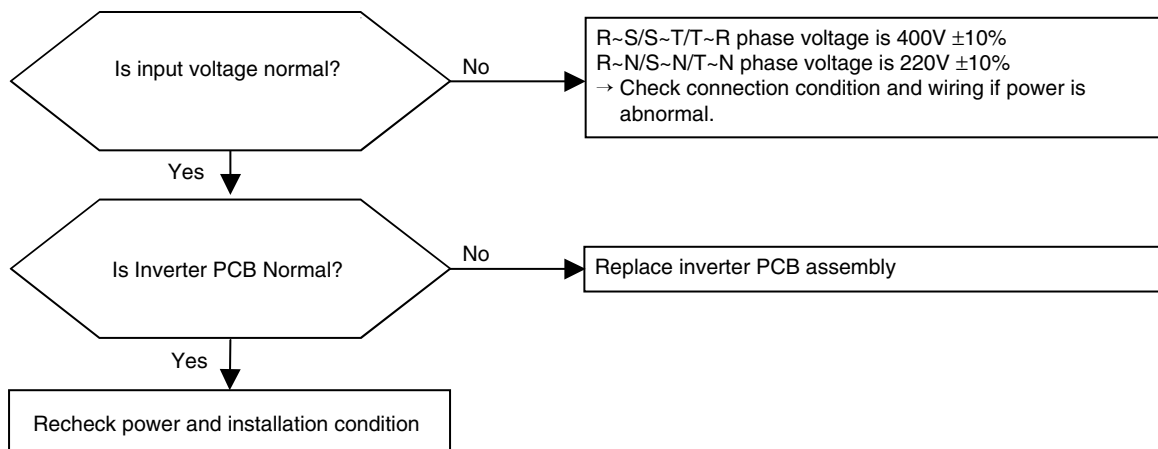 Is input voltage normal?
No
R~S/S~T/T~R phase voltage is 400V ±10%
R~N/S~N/T~N phase voltage is 220V ±10%
→ Check connection condition and wiring if power is
abnormal.
Yes
Is Inverter PCB Normal?
No
Replace inverter PCB assembly
Yes
Recheck power and installation condition